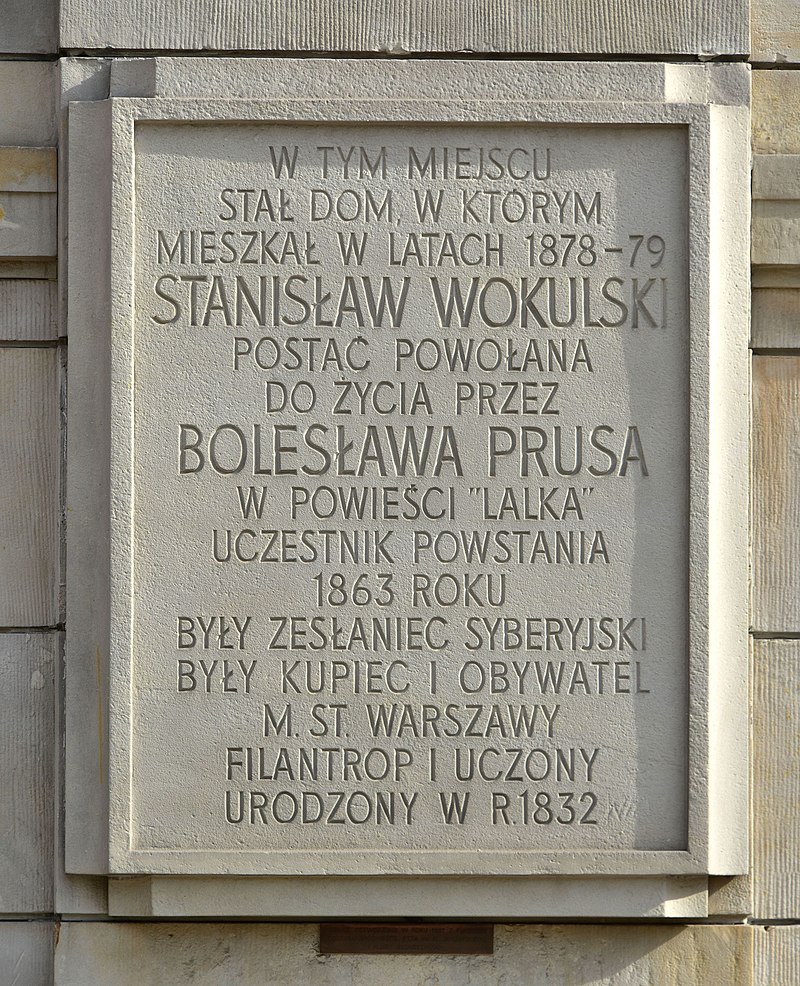 W TYM MIEJSCU
STAŁ DOM, W KTÓRYM
MIESZKAŁ W LATACH 1878-79
STANISŁAW WOKULSKI
POSTAĆ POWOŁANA
DO ŻYCIA PRZEZ
BOLESŁAWA PRUSA
W POWIEŚCI "LALKA"
UCZESTNIK POWSTANIA
1863 ROKU
BYŁY ZESŁANIEC SYBERYJSKI
BYŁY KUPIEC I OBYWATEL
M. ST. WARSZAWY
FILANTROP I UCZONY
URODZONY W R.1832